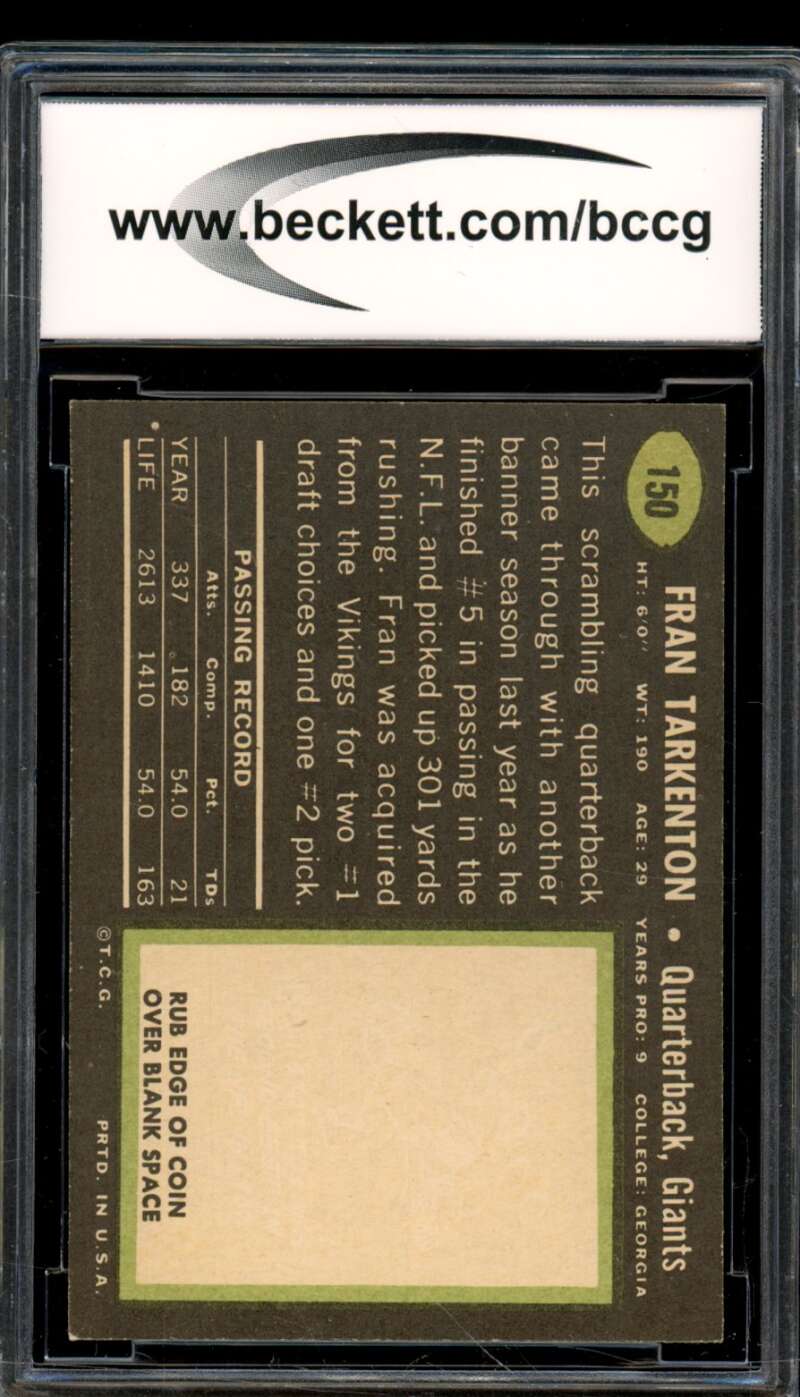 www.beckett.com/bccg
150
FRAN TARKENTON • Quarterback, Giants
HT: 6'0" WT: 190 AGE: 29 YEARS PRO: 9 COLLEGE: GEORGIA
This scrambling quarterback
came through with another
banner season last year as he
finished #5 in passing in the
N.F.L. and picked up 301 yards
rushing. Fran was acquired
from the Vikings for two #1
draft choices and one #2 pick.
PASSING RECORD
Atts. Comp. Pct. TDs
YEAR 337 182 54.0 21
LIFE 2613 1410 54.0 163
RUB EDGE OF COIN
OVER BLANK SPACE
©T.C.G. PRTD. IN U.S.A.